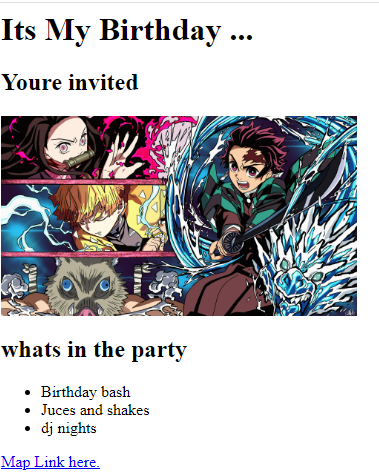 Its My Birthday ...
Youre invited
whats in the party
Birthday bash
Juces and shakes
dj nights
Map Link here.